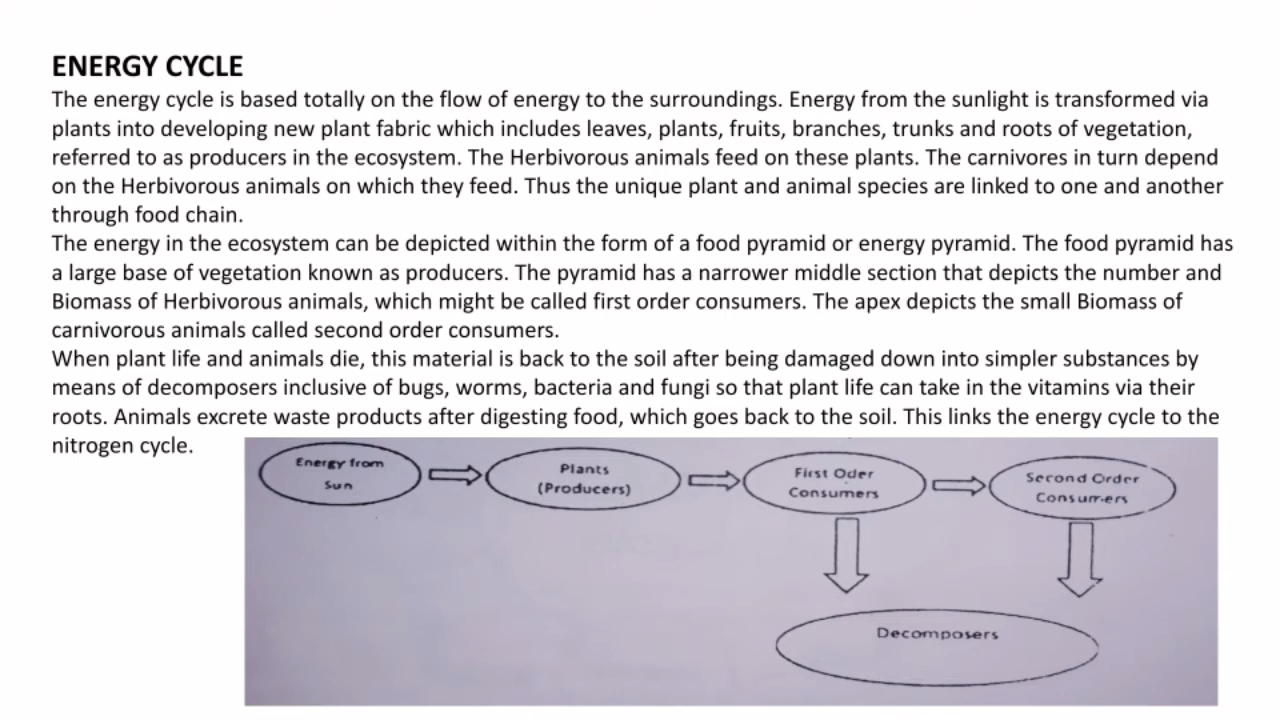 ENERGY CYCLE
The energy cycle is based totally on the flow of energy to the surroundings. Energy from the sunlight is transformed via
plants into developing new plant fabric which includes leaves, plants, fruits, branches, trunks and roots of vegetation,
referred to as producers in the ecosystem. The Herbivorous animals feed on these plants. The carnivores in turn depend
on the Herbivorous animals on which they feed. Thus the unique plant and animal species are linked to one and another
through food chain.
The energy in the ecosystem can be depicted within the form of a food pyramid or energy pyramid. The food pyramid has
a large base of vegetation known as producers. The pyramid has a narrower middle section that depicts the number and
Biomass of Herbivorous animals, which might be called first order consumers. The apex depicts the small Biomass of
carnivorous animals called second order consumers.
When plant life and animals die, this material is back to the soil after being damaged down into simpler substances by
means of decomposers inclusive of bugs, worms, bacteria and fungi so that plant life can take in the vitamins via their
roots. Animals excrete waste products after digesting food, which goes back to the soil. This links the energy cycle to the
nitrogen cycle.
Energy from
Sun
Plants
(Producers)
First Oder
Consumers
Second Order
Consumers
Decomposers